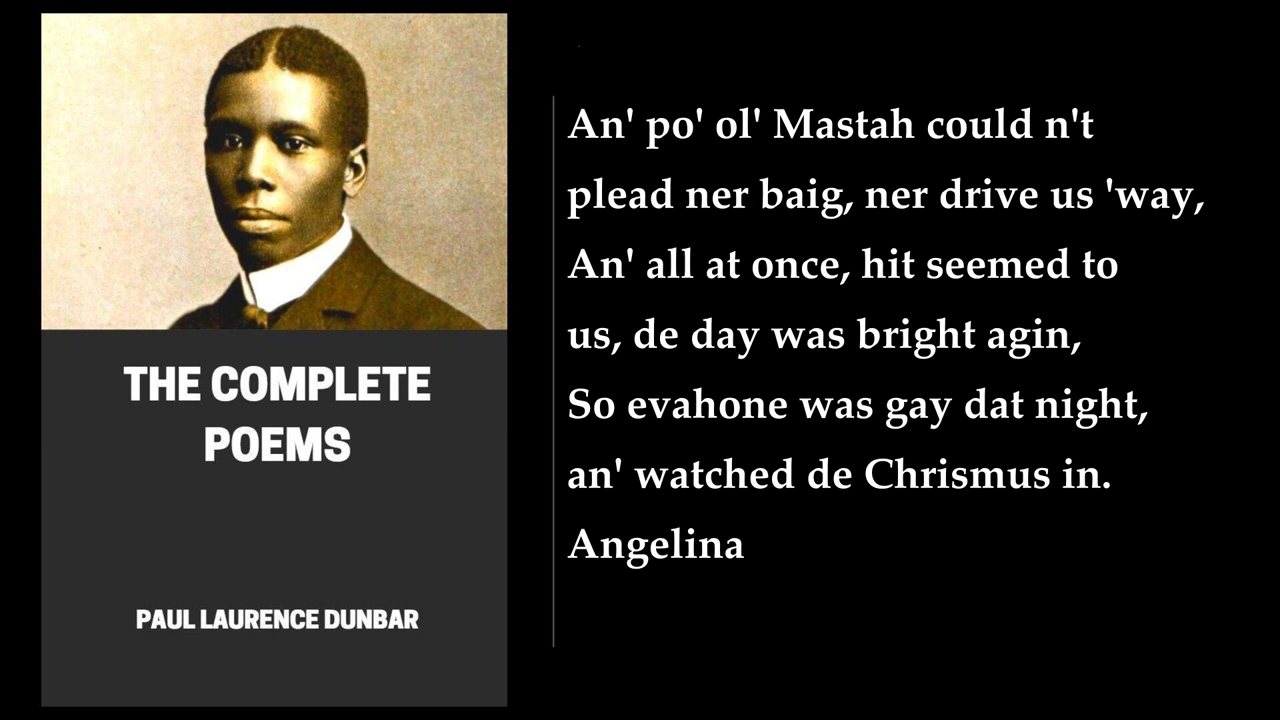 THE COMPLETE
POEMS
PAUL LAURENCE DUNBAR
An' po' ol' Mastah could n't
plead ner baig, ner drive us 'way,
An' all at once, hit seemed to
us, de day was bright agin,
So evahone was gay dat night,
an' watched de Chrismus in.
Angelina